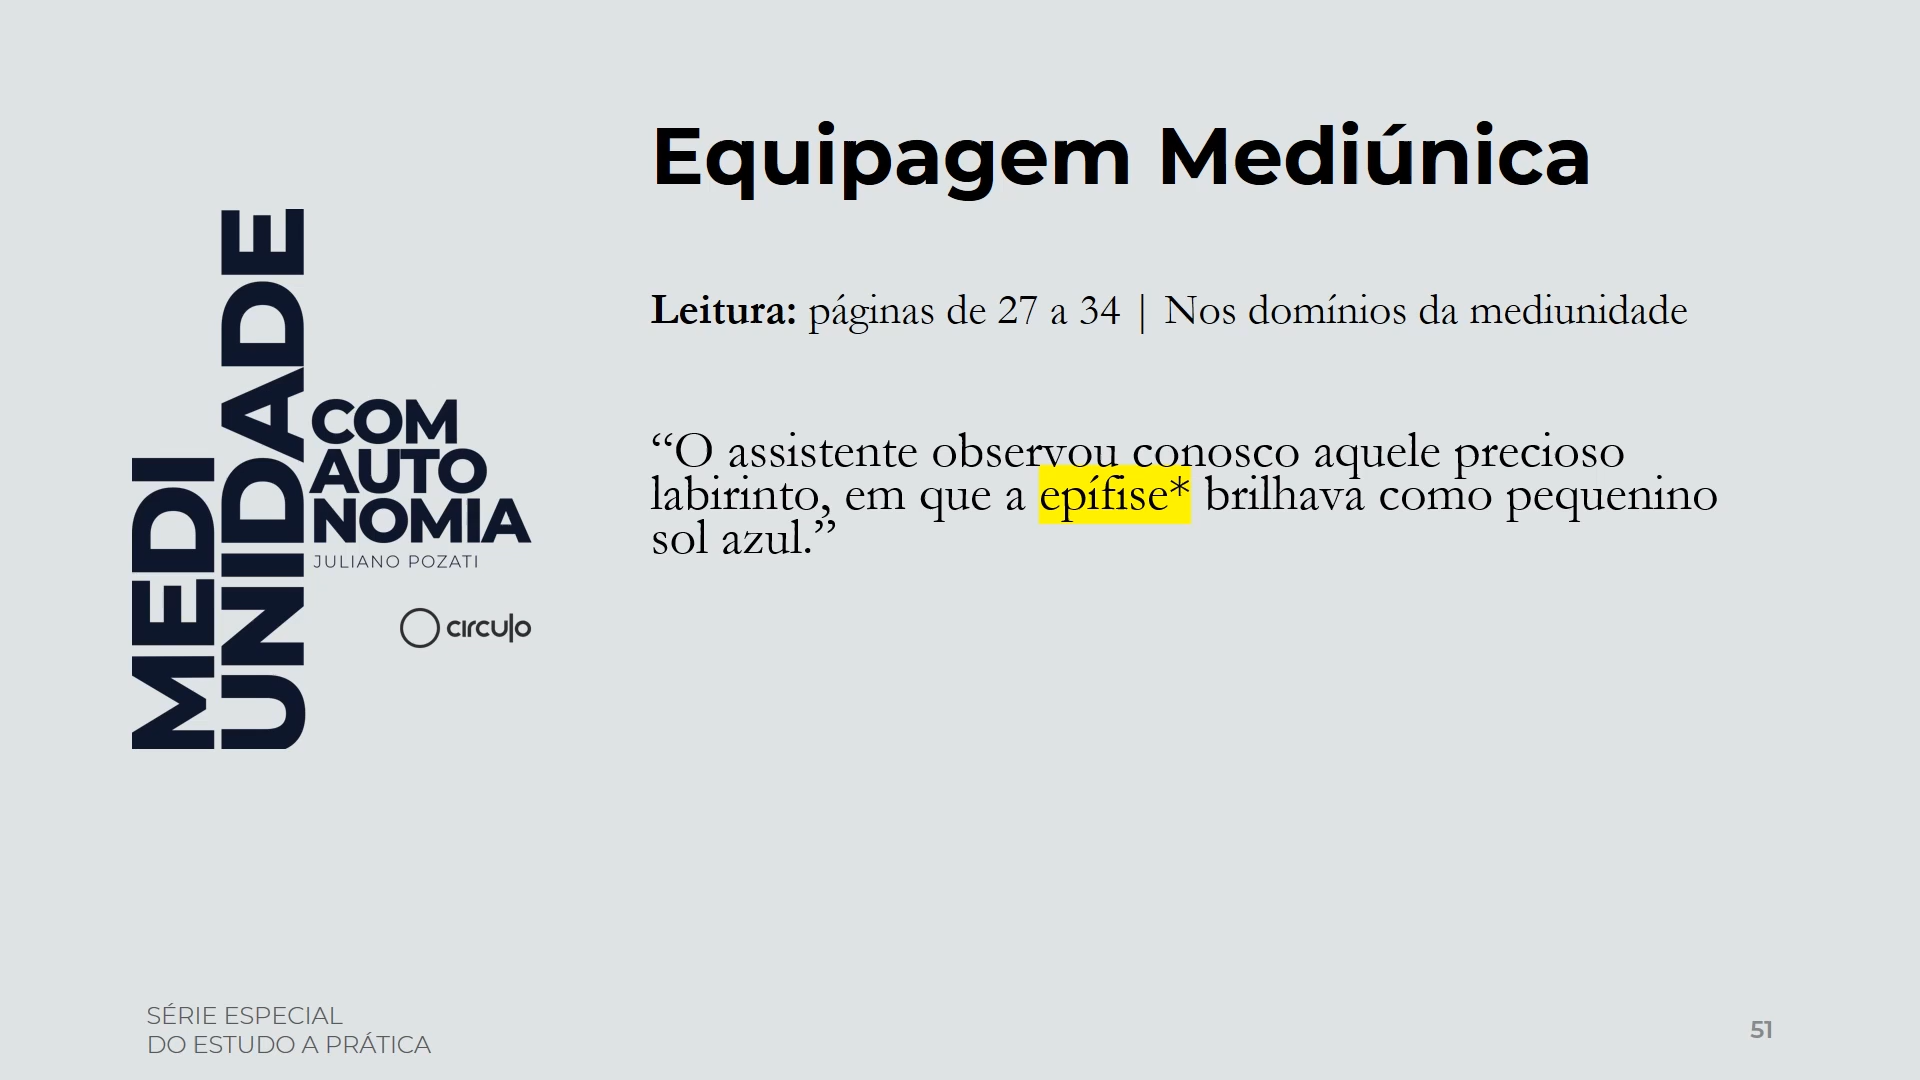 Equipagem Mediúnica
Leitura: páginas de 27 a 34 | Nos domínios da mediunidade
“O assistente observou conosco aquele precioso
labirinto, em que a epífise* brilhava como pequenino
sol azul.”
MEDI
UNIDADE
COM
AUTO
NOMIA
JULIANO POZATI
circulo
SÉRIE ESPECIAL
DO ESTUDO A PRÁTICA
51